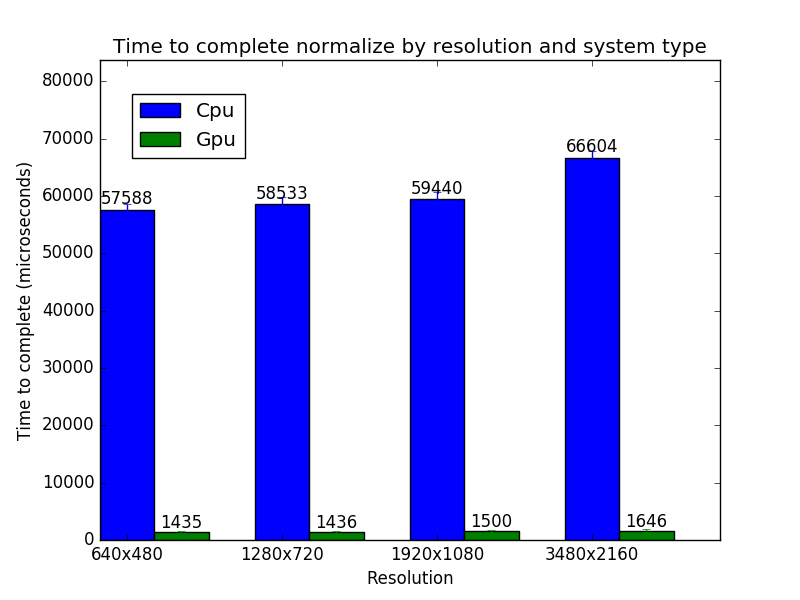 Time to complete normalize by resolution and system type
Time to complete (microseconds)
80000
70000
60000
50000
40000
30000
20000
10000
0
Cpu
Gpu
57588
1435
58533
1436
59440
1500
66604
1646
640x480
1280x720
1920x1080
3480x2160
Resolution